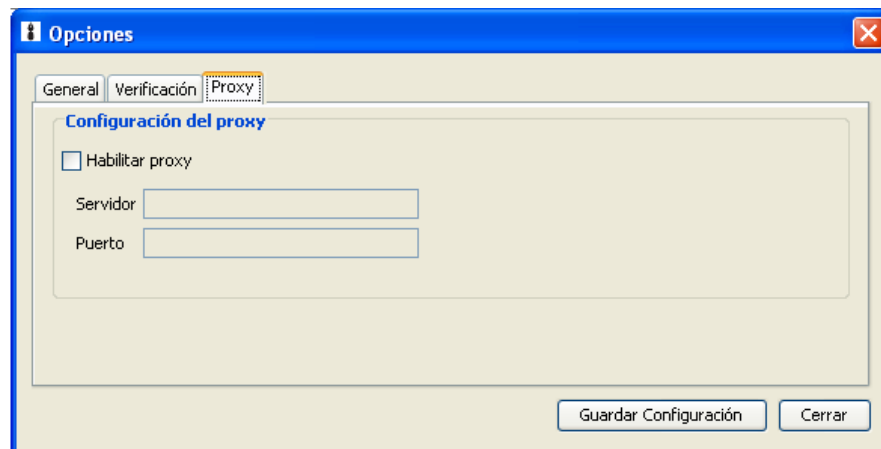 Opciones
General Verificación Proxy
Configuración del proxy
Habilitar proxy
Servidor
Puerto
Guardar Configuración Cerrar